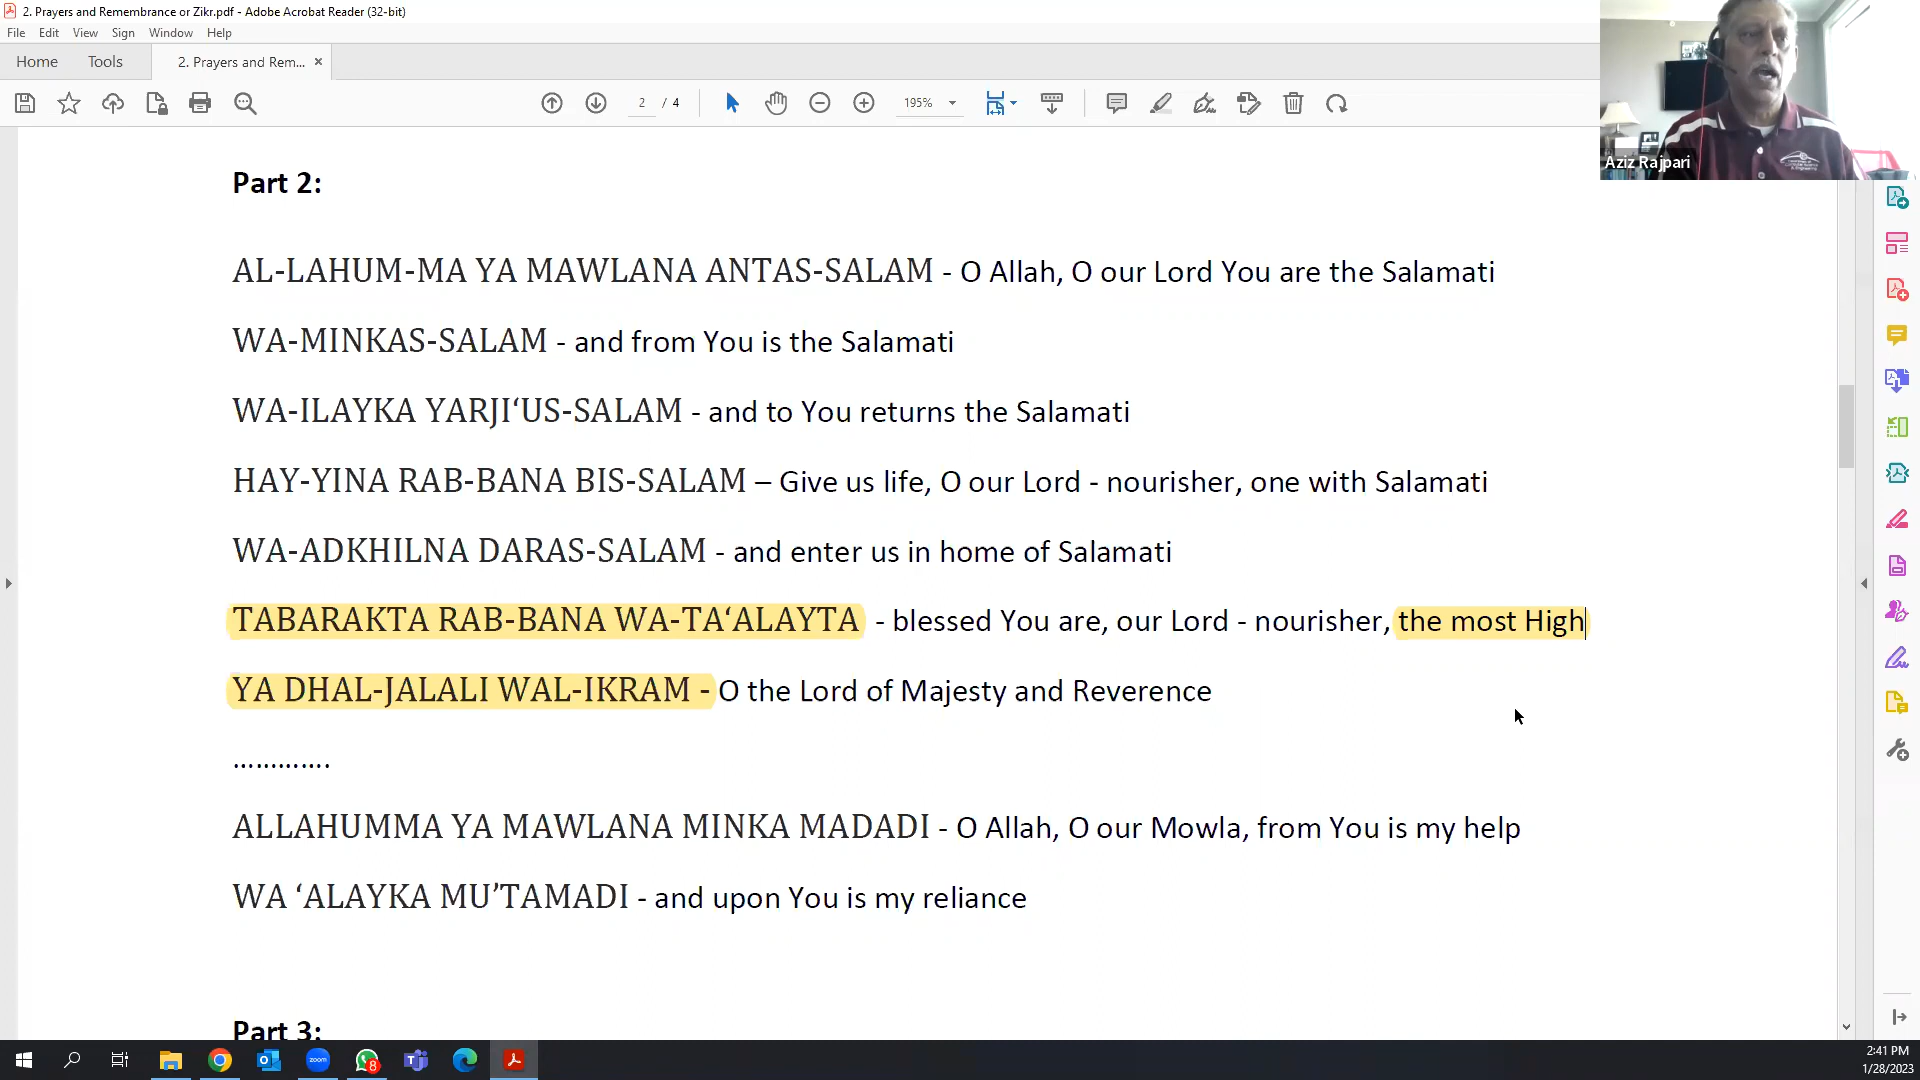 2. Prayers and Remembrance or Zikr.pdf - Adobe Acrobat Reader (32-bit)
File Edit View Sign Window Help
Home Tools 2. Prayers and Rem... ×
2 / 4 195%
Aziz Rajpari
Part 2:
AL-LAHUM-MA YA MAWLANA ANTAS-SALAM - O Allah, O our Lord You are the Salamati
WA-MINKAS-SALAM - and from You is the Salamati
WA-ILAYKA YARJI‘US-SALAM - and to You returns the Salamati
HAY-YINA RAB-BANA BIS-SALAM – Give us life, O our Lord - nourisher, one with Salamati
WA-ADKHILNA DARAS-SALAM - and enter us in home of Salamati
TABARAKTA RAB-BANA WA-TA‘ALAYTA - blessed You are, our Lord - nourisher, the most High
YA DHAL-JALALI WAL-IKRAM - O the Lord of Majesty and Reverence
.............
ALLAHUMMA YA MAWLANA MINKA MADADI - O Allah, O our Mowla, from You is my help
WA ‘ALAYKA MU’TAMADI - and upon You is my reliance
Part 3:
zoom 8
2:41 PM
1/28/2023